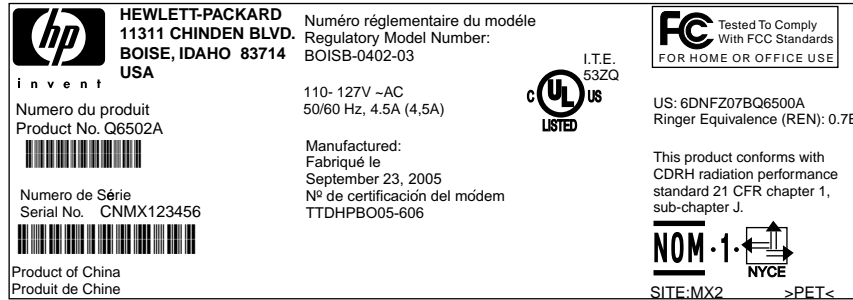 hp
invent
HEWLETT-PACKARD
11311 CHINDEN BLVD.
BOISE, IDAHO 83714
USA
Numero du produit
Product No. Q6502A
Numero de Série
Serial No. CNMX123456
Product of China
Produit de Chine
Numéro réglementaire du modéle
Regulatory Model Number:
BOISB-0402-03
110- 127V ~AC
50/60 Hz, 4.5A (4,5A)
Manufactured:
Fabriqué le
September 23, 2005
Nº de certificación del módem
TTDHPBO05-606
I.T.E.
53ZQ
C UL US
LISTED
FC Tested To Comply
With FCC Standards
FOR HOME OR OFFICE USE
US: 6DNFZ07BQ6500A
Ringer Equivalence (REN):
This product conforms with
CDRH radiation performance
standard 21 CFR chapter 1,
sub-chapter J.
NOM·1·
NYCE
SITE:MX2 >PET<